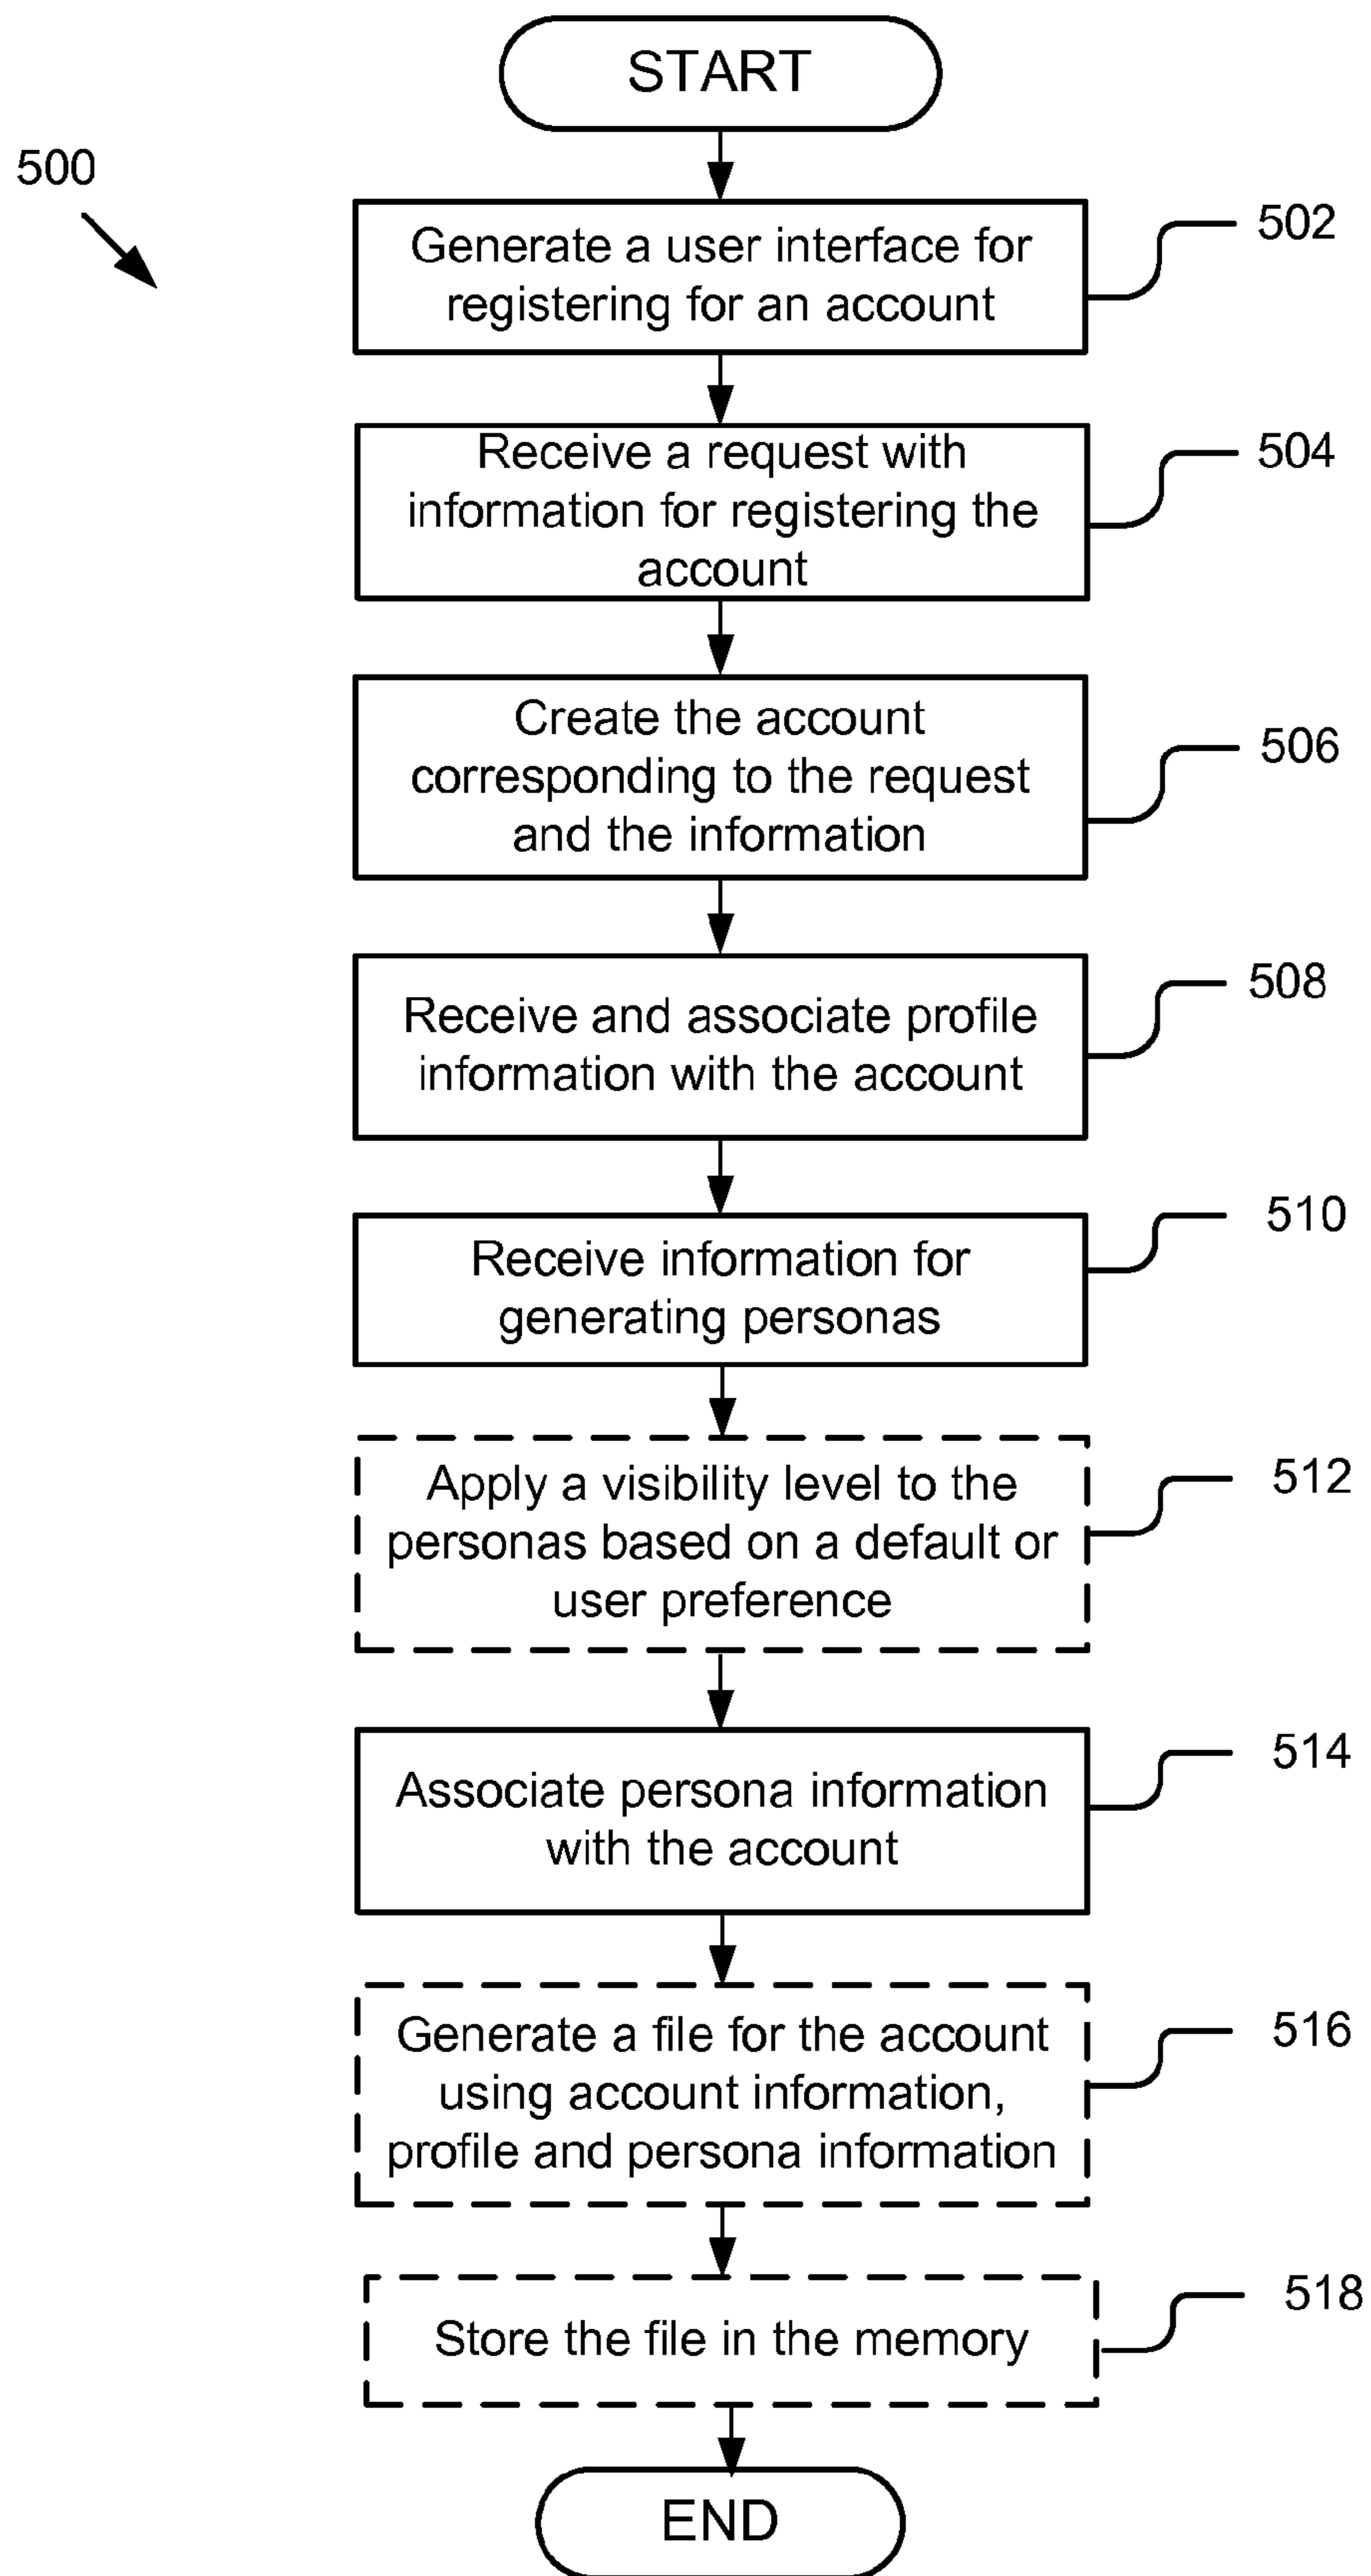 START
500
Generate a user interface for
registering for an account
502
Receive a request with
information for registering the
account
504
Create the account
corresponding to the request
and the information
506
Receive and associate profile
information with the account
508
Receive information for
generating personas
510
Apply a visibility level to the
personas based on a default or
user preference
512
Associate persona information
with the account
514
Generate a file for the account
using account information,
profile and persona information
516
Store the file in the memory
518
END